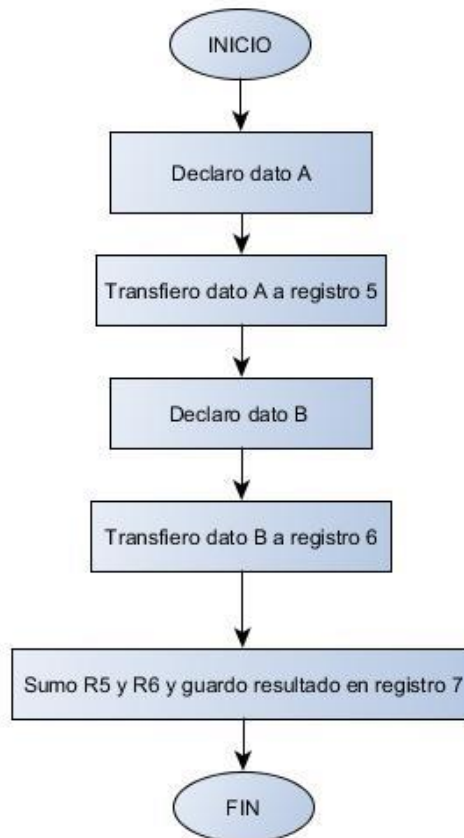 INICIO
Declaro dato A
Transfiero dato A a registro 5
Declaro dato B
Transfiero dato B a registro 6
Sumo R5 y R6 y guardo resultado en registro 7
FIN